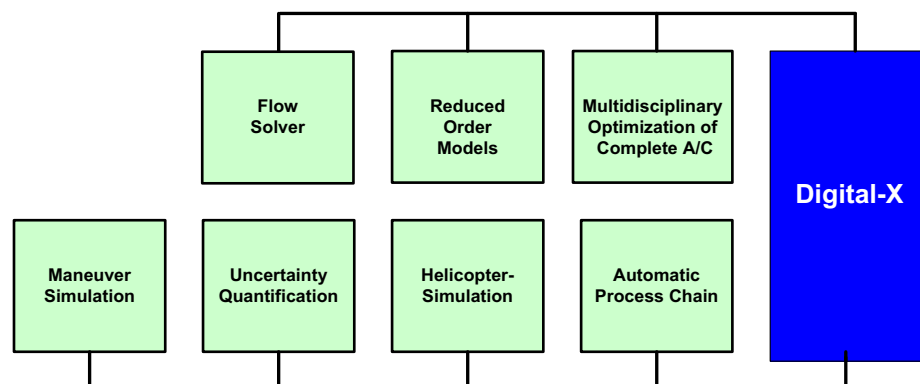 Flow
Solver
Reduced
Order
Models
Multidisciplinary
Optimization of
Complete A/C
Digital-X
Maneuver
Simulation
Uncertainty
Quantification
Helicopter-
Simulation
Automatic
Process Chain